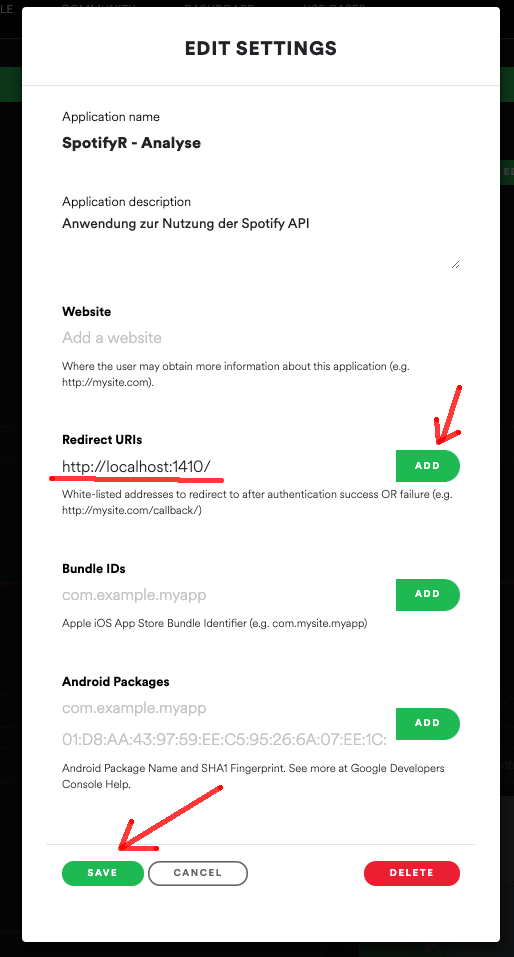 EDIT SETTINGS
Application name
SpotifyR - Analyse
Application description
Anwendung zur Nutzung der Spotify API
Website
Add a website
Where the user may obtain more information about this application (e.g.
http://mysite.com).
Redirect URIs
http://localhost:1410/
ADD
White-listed addresses to redirect to after authentication success OR failure (e.g.
http://mysite.com/callback/)
Bundle IDs
com.example.myapp
ADD
Apple iOS App Store Bundle Identifier (e.g. com.mysite.myapp)
Android Packages
com.example.myapp
01:D8:AA:43:97:59:EE:C5:95:26:6A:07:EE:1C:
ADD
Android Package Name and SHA1 Fingerprint. See more at Google Developers
Console Help.
SAVE
CANCEL
DELETE